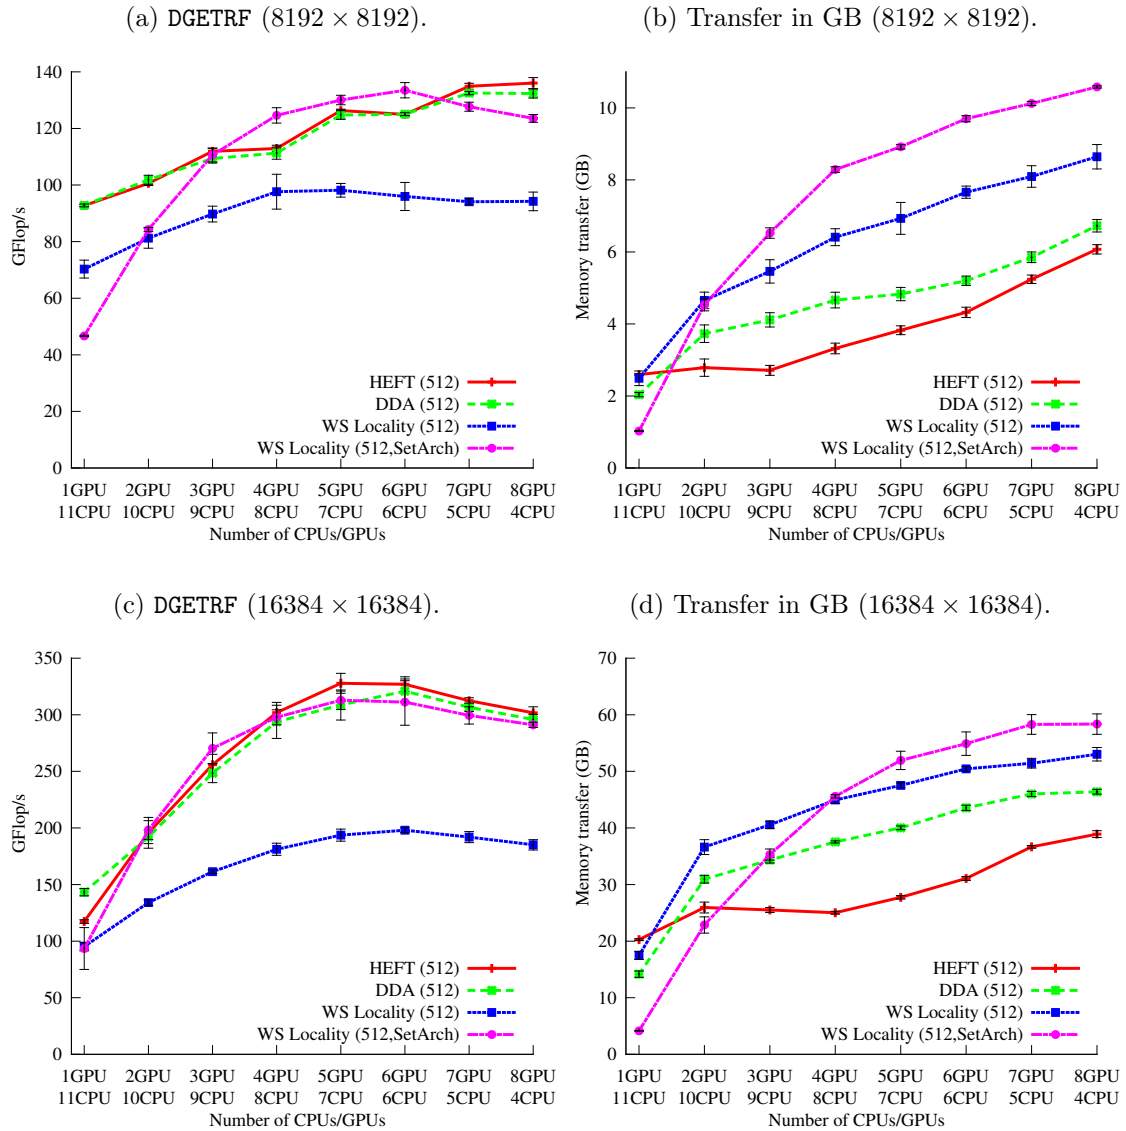 (a) DGETRF (8192 × 8192).
GFlop/s
140
120
100
80
60
40
20
0
HEFT (512)
DDA (512)
WS Locality (512)
WS Locality (512,SetArch)
1GPU 2GPU 3GPU 4GPU 5GPU 6GPU 7GPU 8GPU
11CPU 10CPU 9CPU 8CPU 7CPU 6CPU 5CPU 4CPU
Number of CPUs/GPUs
(b) Transfer in GB (8192 × 8192).
Memory transfer (GB)
10
8
6
4
2
0
HEFT (512)
DDA (512)
WS Locality (512)
WS Locality (512,SetArch)
1GPU 2GPU 3GPU 4GPU 5GPU 6GPU 7GPU 8GPU
11CPU 10CPU 9CPU 8CPU 7CPU 6CPU 5CPU 4CPU
Number of CPUs/GPUs
(c) DGETRF (16384 × 16384).
GFlop/s
350
300
250
200
150
100
50
0
HEFT (512)
DDA (512)
WS Locality (512)
WS Locality (512,SetArch)
1GPU 2GPU 3GPU 4GPU 5GPU 6GPU 7GPU 8GPU
11CPU 10CPU 9CPU 8CPU 7CPU 6CPU 5CPU 4CPU
Number of CPUs/GPUs
(d) Transfer in GB (16384 × 16384).
Memory transfer (GB)
70
60
50
40
30
20
10
0
HEFT (512)
DDA (512)
WS Locality (512)
WS Locality (512,SetArch)
1GPU 2GPU 3GPU 4GPU 5GPU 6GPU 7GPU 8GPU
11CPU 10CPU 9CPU 8CPU 7CPU 6CPU 5CPU 4CPU
Number of CPUs/GPUs